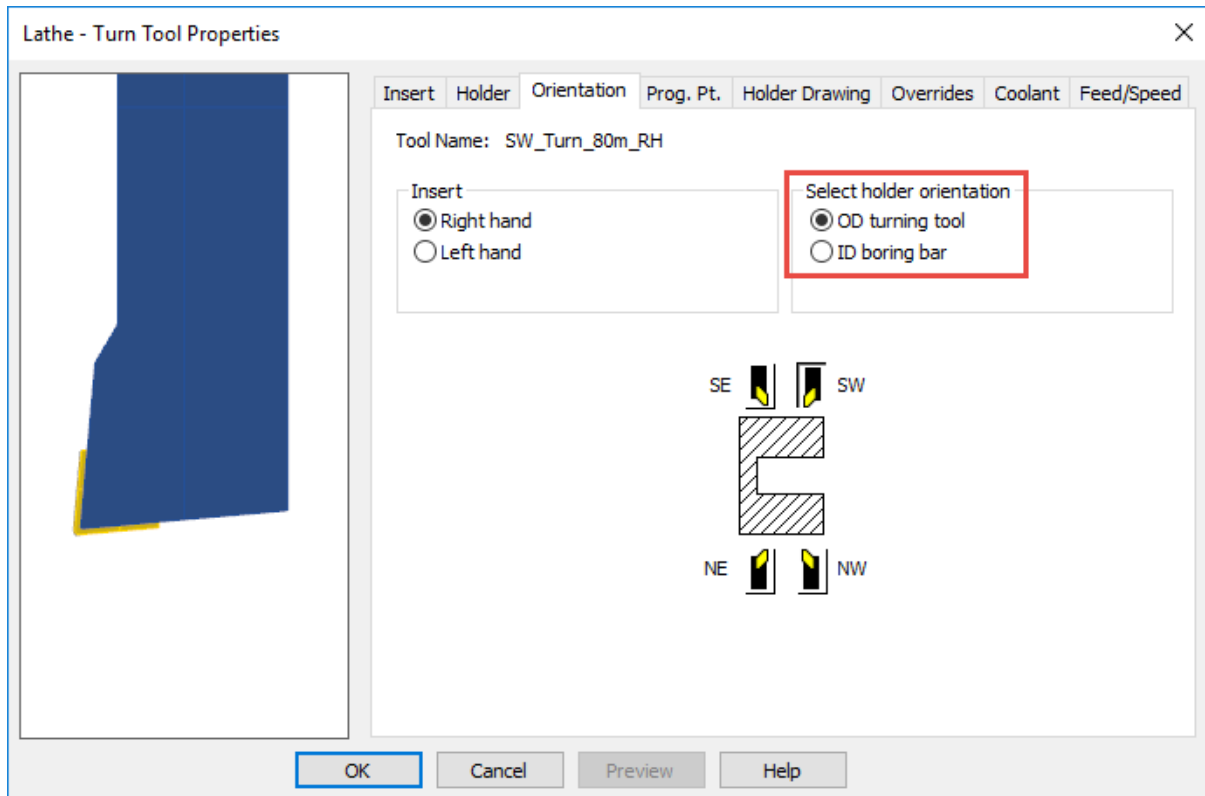 Lathe - Turn Tool Properties
Insert Holder Orientation Prog. Pt. Holder Drawing Overrides Coolant Feed/Speed
Tool Name: SW_Turn_80m_RH
Insert
Right hand
Left hand
Select holder orientation
OD turning tool
ID boring bar
SE SW
NE NW
OK Cancel Preview Help